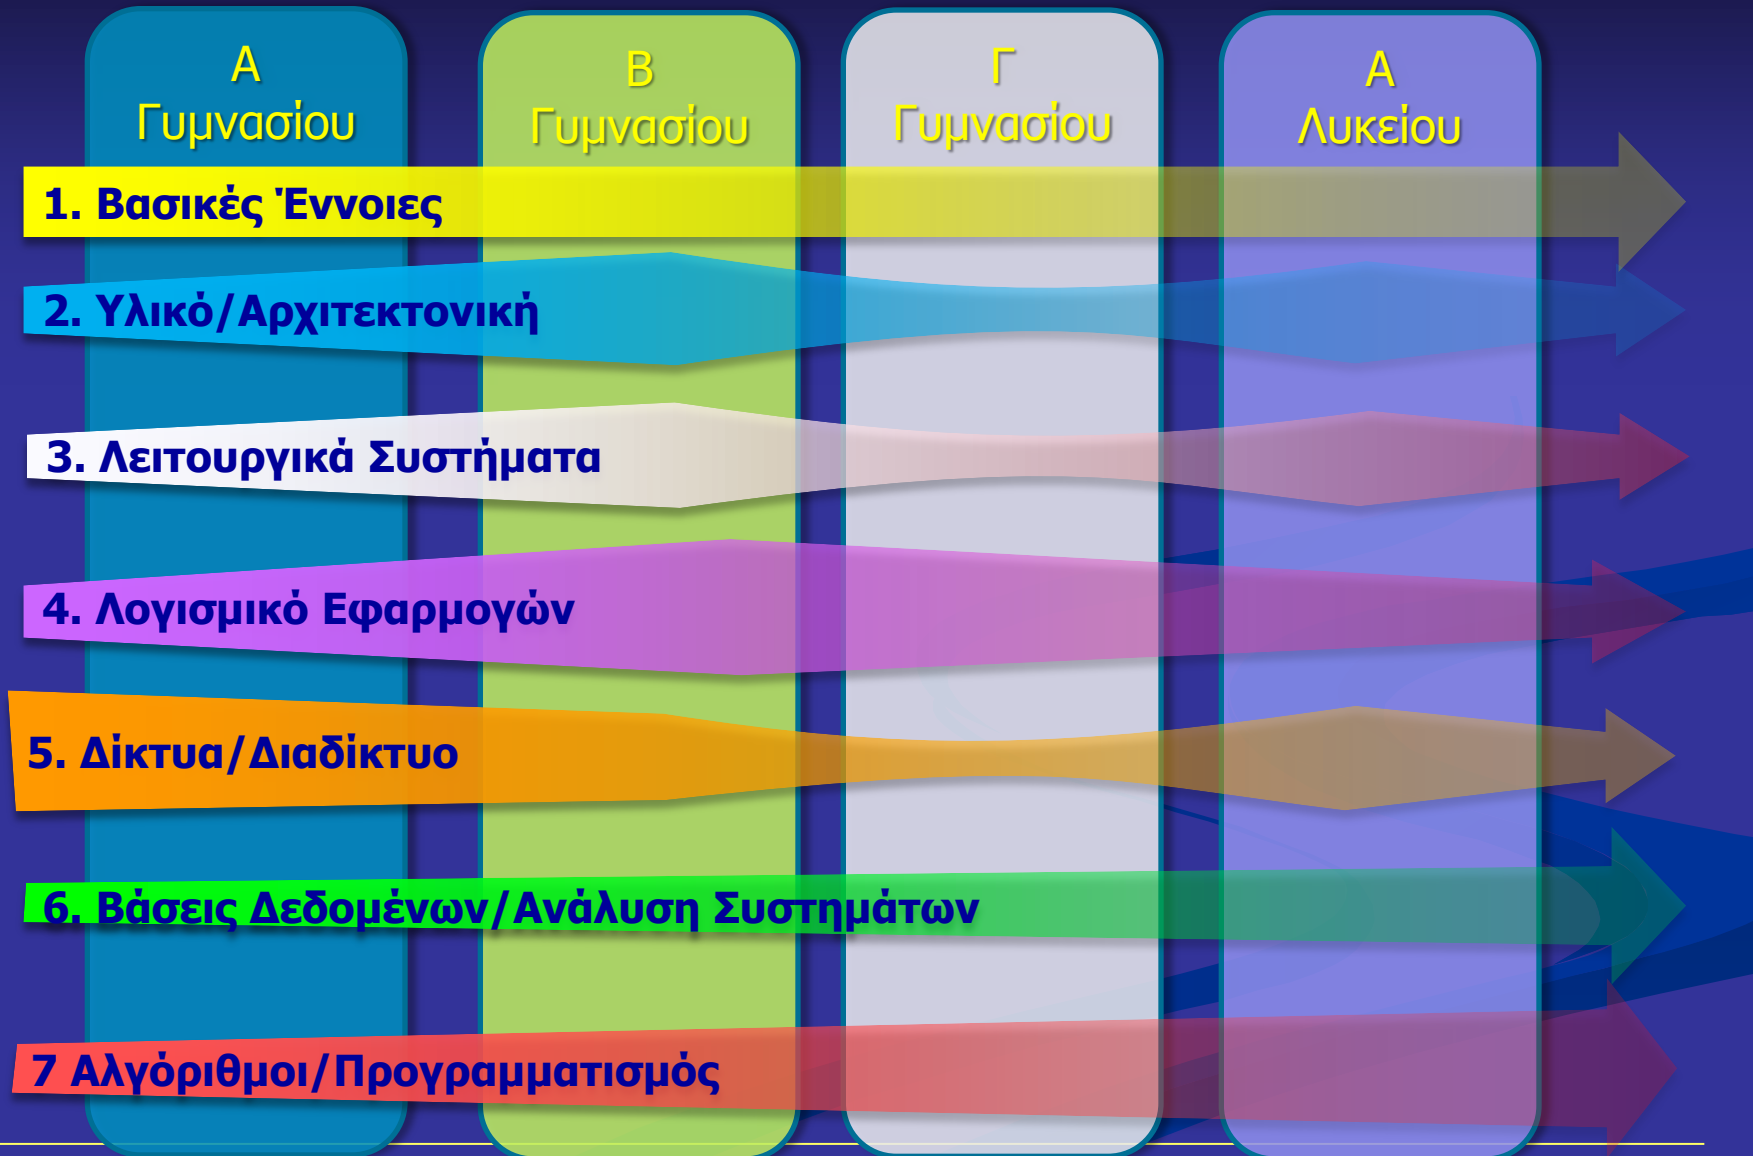 Α
Γυμνασίου
Β
Γυμνασίου
Γ
Γυμνασίου
Α
Λυκείου
1. Βασικές Έννοιες
2. Υλικό/Αρχιτεκτονική
3. Λειτουργικά Συστήματα
4. Λογισμικό Εφαρμογών
5. Δίκτυα/Διαδίκτυο
6. Βάσεις Δεδομένων/Ανάλυση Συστημάτων
7 Αλγόριθμοι/Προγραμματισμός